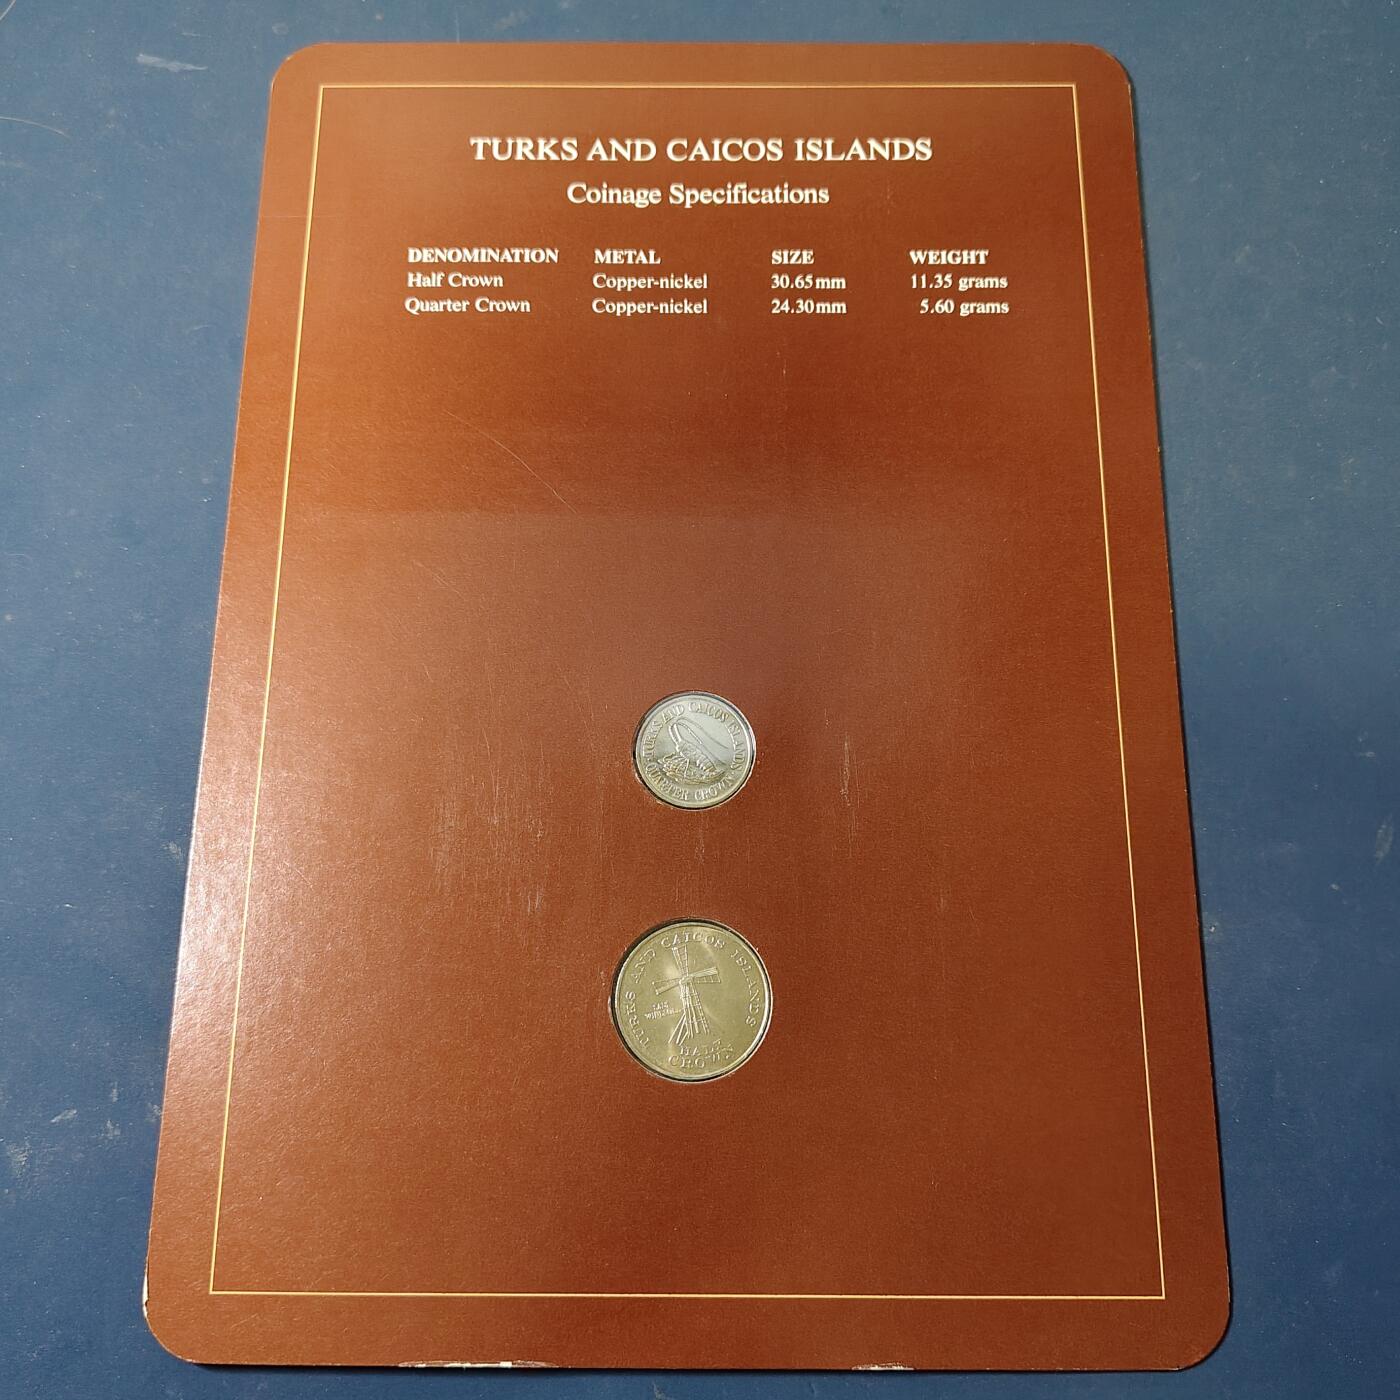 TURKS AND CAICOS ISLANDS
Coinage Specifications
DENOMINATION METAL SIZE WEIGHT
Half Crown Copper-nickel 30.65mm 11.35 grams
Quarter Crown Copper-nickel 24.30mm 5.60 grams
TURKS AND CAICOS ISLANDS
QUARTER CROWN
TURKS AND CAICOS ISLANDS
HALF
CROWN